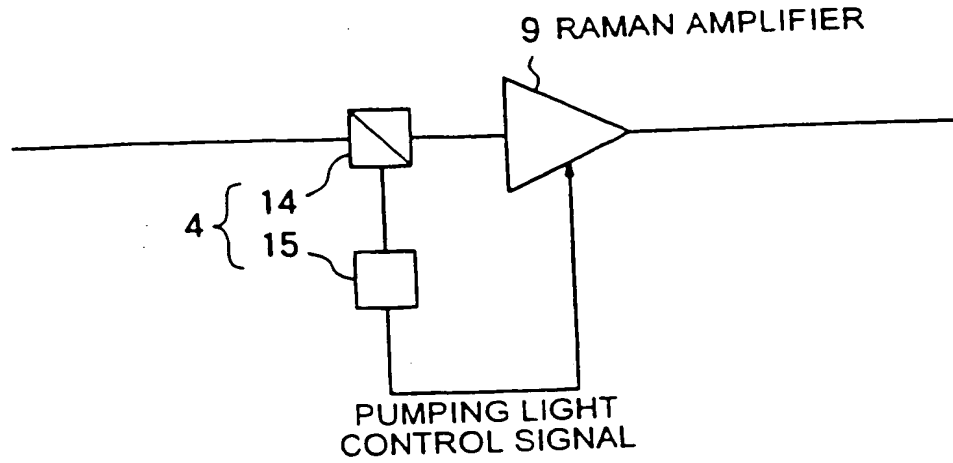 9 RAMAN AMPLIFIER
14
4
15
PUMPING LIGHT
CONTROL SIGNAL